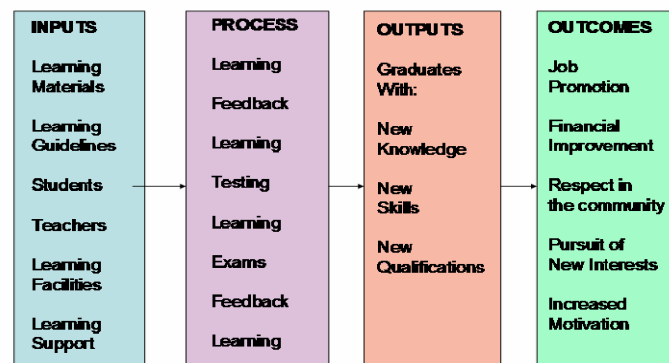 INPUTS
Learning
Materials
Learning
Guidelines
Students
Teachers
Learning
Facilities
Learning
Support
PROCESS
Learning
Feedback
Learning
Testing
Learning
Exams
Feedback
Learning
OUTPUTS
Graduates
With:
New
Knowledge
New
Skills
New
Qualifications
OUTCOMES
Job
Promotion
Financial
Improvement
Respect in
the community
Pursuit of
New Interests
Increased
Motivation